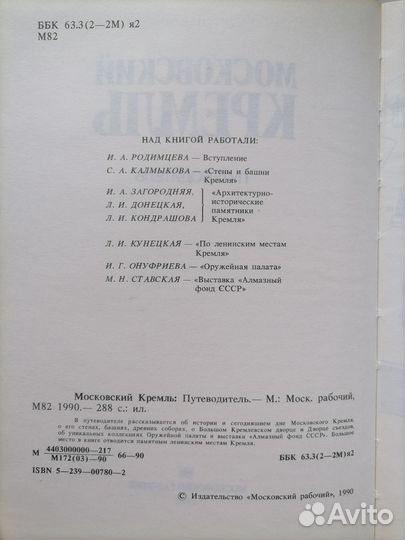 ББК 63.3(2—2М) я2
М82
МОСКОВСКИЙ
КРЕМЛЬ
НАД КНИГОЙ РАБОТАЛИ:
И. А. РОДИМЦЕВА — Вступление
С. А. КАЛМЫКОВА — «Стены и башни
Кремля»
И. А. ЗАГОРОДНЯЯ,
Л. И. ДОНЕЦКАЯ,
Л. И. КОНДРАШОВА
«Архитектурно-
исторические
памятники
Кремля»
Л. И. КУНЕЦКАЯ — «По ленинским местам
Кремля»
И. Г. ОНУФРИЕВА — «Оружейная палата»
М. Н. СТАВСКАЯ — «Выставка «Алмазный
фонд СССР»
Московский Кремль: Путеводитель.— М.: Моск. рабочий,
М82 1990.— 288 с.: ил.
В путеводителе рассказывается об истории и сегодняшнем дне Московского Кремля,
о его стенах, башнях, древних соборах, о Большом Кремлевском дворце и Дворце съездов,
об уникальных коллекциях Оружейной палаты и выставки «Алмазный фонд СССР». Большое
место в книге отводится памятным ленинским местам Кремля.
М 4403000000—217
М172(03)—90 66—90 ББК 63.3(2—2М)я2
ISBN 5—239—00780—2
© Издательство «Московский рабочий», 1990
Avito